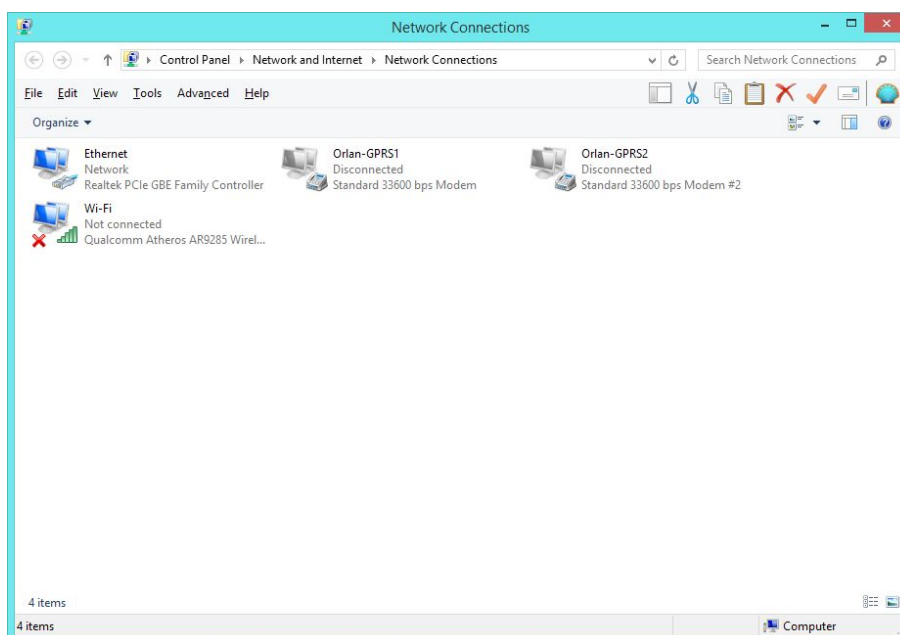 Network Connections
Control Panel Network and Internet Network Connections
Search Network Connections
File Edit View Tools Advanced Help
Organize
Ethernet
Network
Realtek PCIe GBE Family Controller
Orlan-GPRS1
Disconnected
Standard 33600 bps Modem
Orlan-GPRS2
Disconnected
Standard 33600 bps Modem #2
Wi-Fi
Not connected
Qualcomm Atheros AR9285 Wirel...
4 items
4 items
Computer